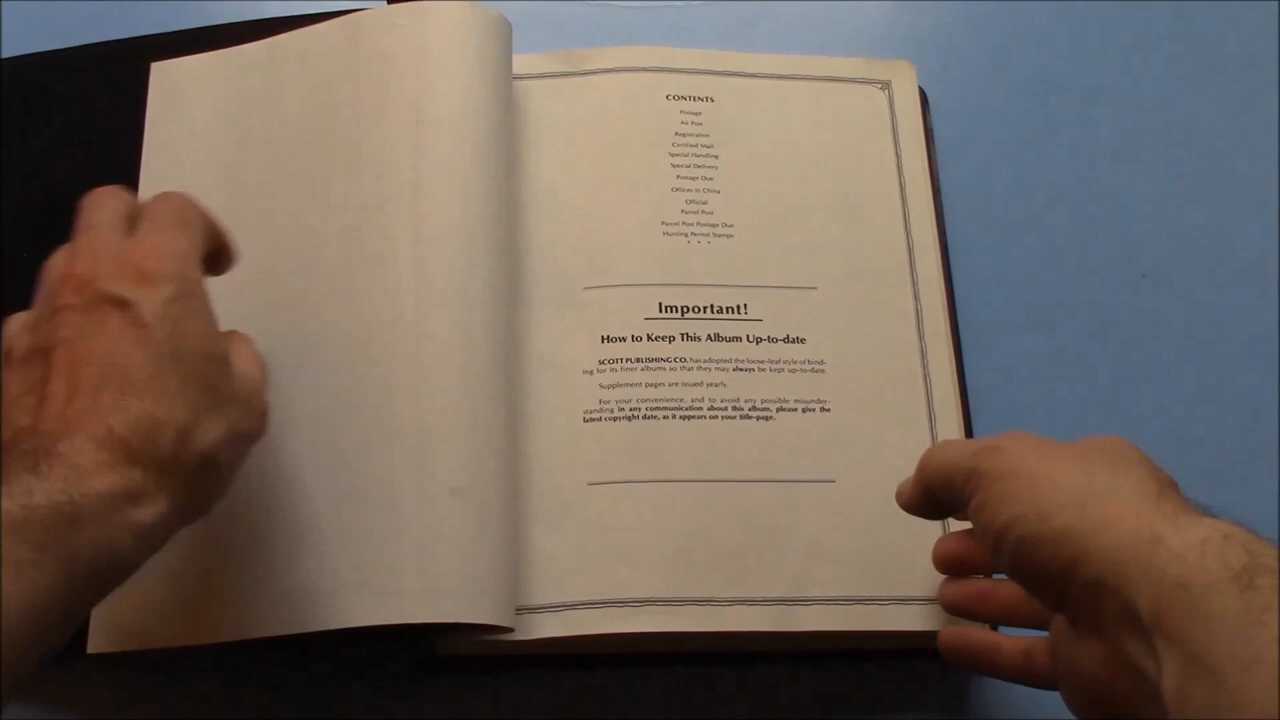 CONTENTS
Postage
Air Post
Registration
Certified Mail
Special Handling
Special Delivery
Postage Due
Offices in China
Official
Parcel Post
Parcel Post Postage Due
Hunting Permit Stamps
* * *
Important!
How to Keep This Album Up-to-date
SCOTT PUBLISHING CO. has adopted the loose-leaf style of bind-
ing for its finer albums so that they may always be kept up-to-date.
Supplement pages are issued yearly.
For your convenience, and to avoid any possible misunder-
standing in any communication about this album, please give the
latest copyright date, as it appears on your title-page.